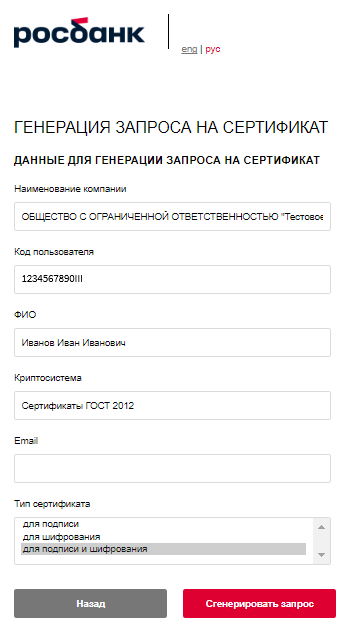 росбанк
eng | рус
ГЕНЕРАЦИЯ ЗАПРОСА НА СЕРТИФИКАТ
ДАННЫЕ ДЛЯ ГЕНЕРАЦИИ ЗАПРОСА НА СЕРТИФИКАТ
Наименование компании
ОБЩЕСТВО С ОГРАНИЧЕННОЙ ОТВЕТСТВЕННОСТЬЮ "Тестовое
Код пользователя
1234567890III
ФИО
Иванов Иван Иванович
Криптосистема
Сертификаты ГОСТ 2012
Email
Тип сертификата
для подписи
для шифрования
для подписи и шифрования
Назад
Сгенерировать запрос